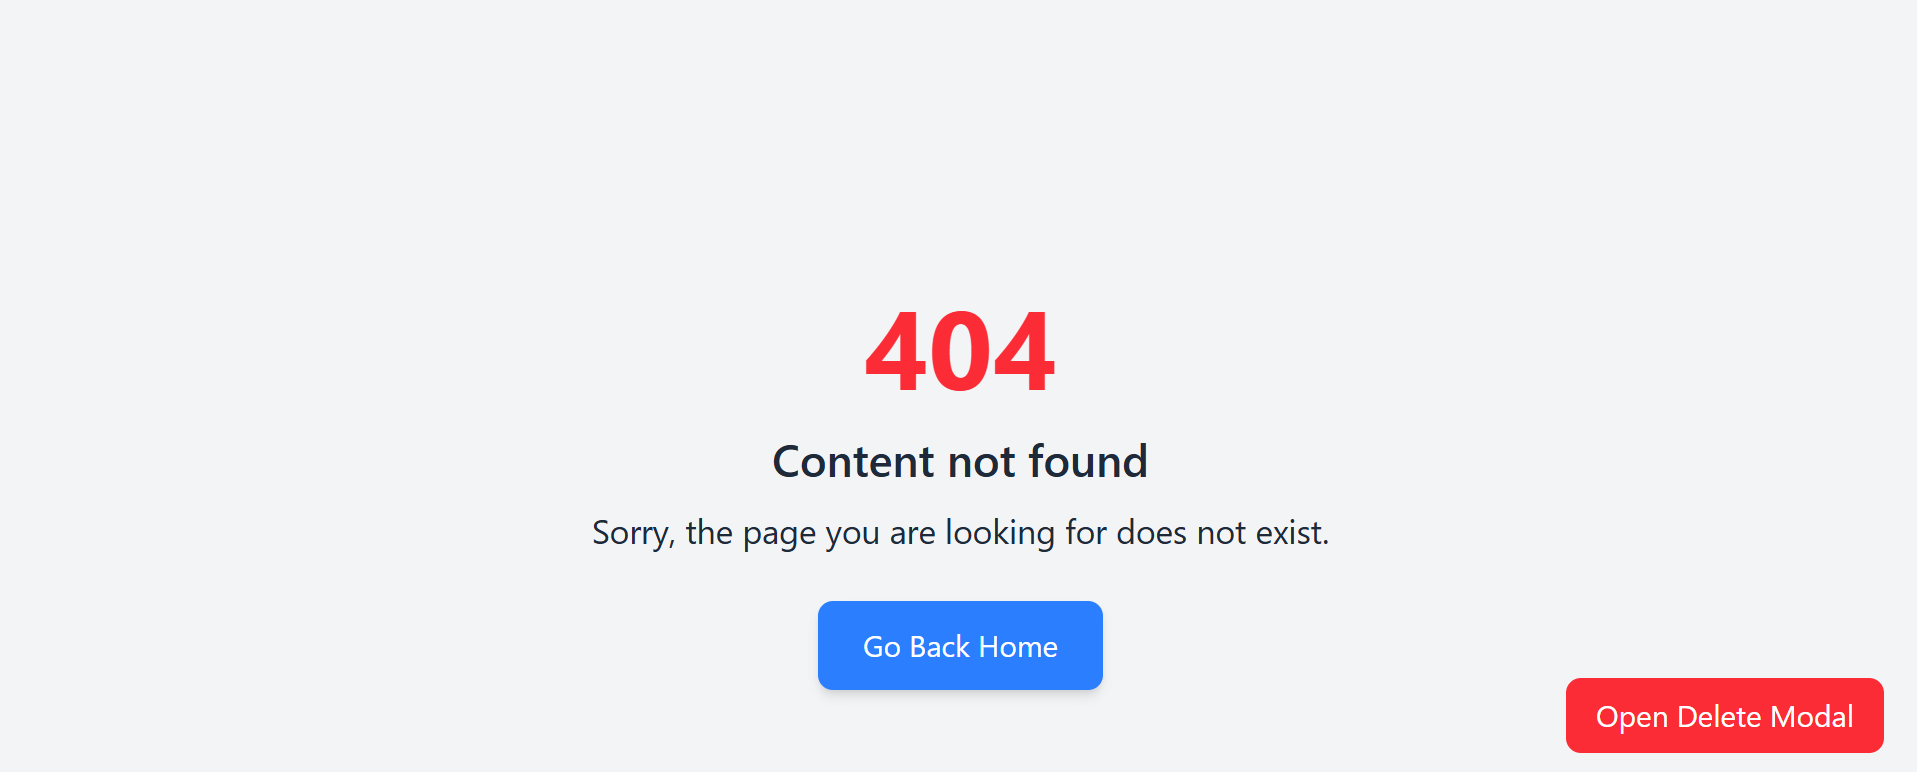 404
Content not found
Sorry, the page you are looking for does not exist.
Go Back Home
Open Delete Modal